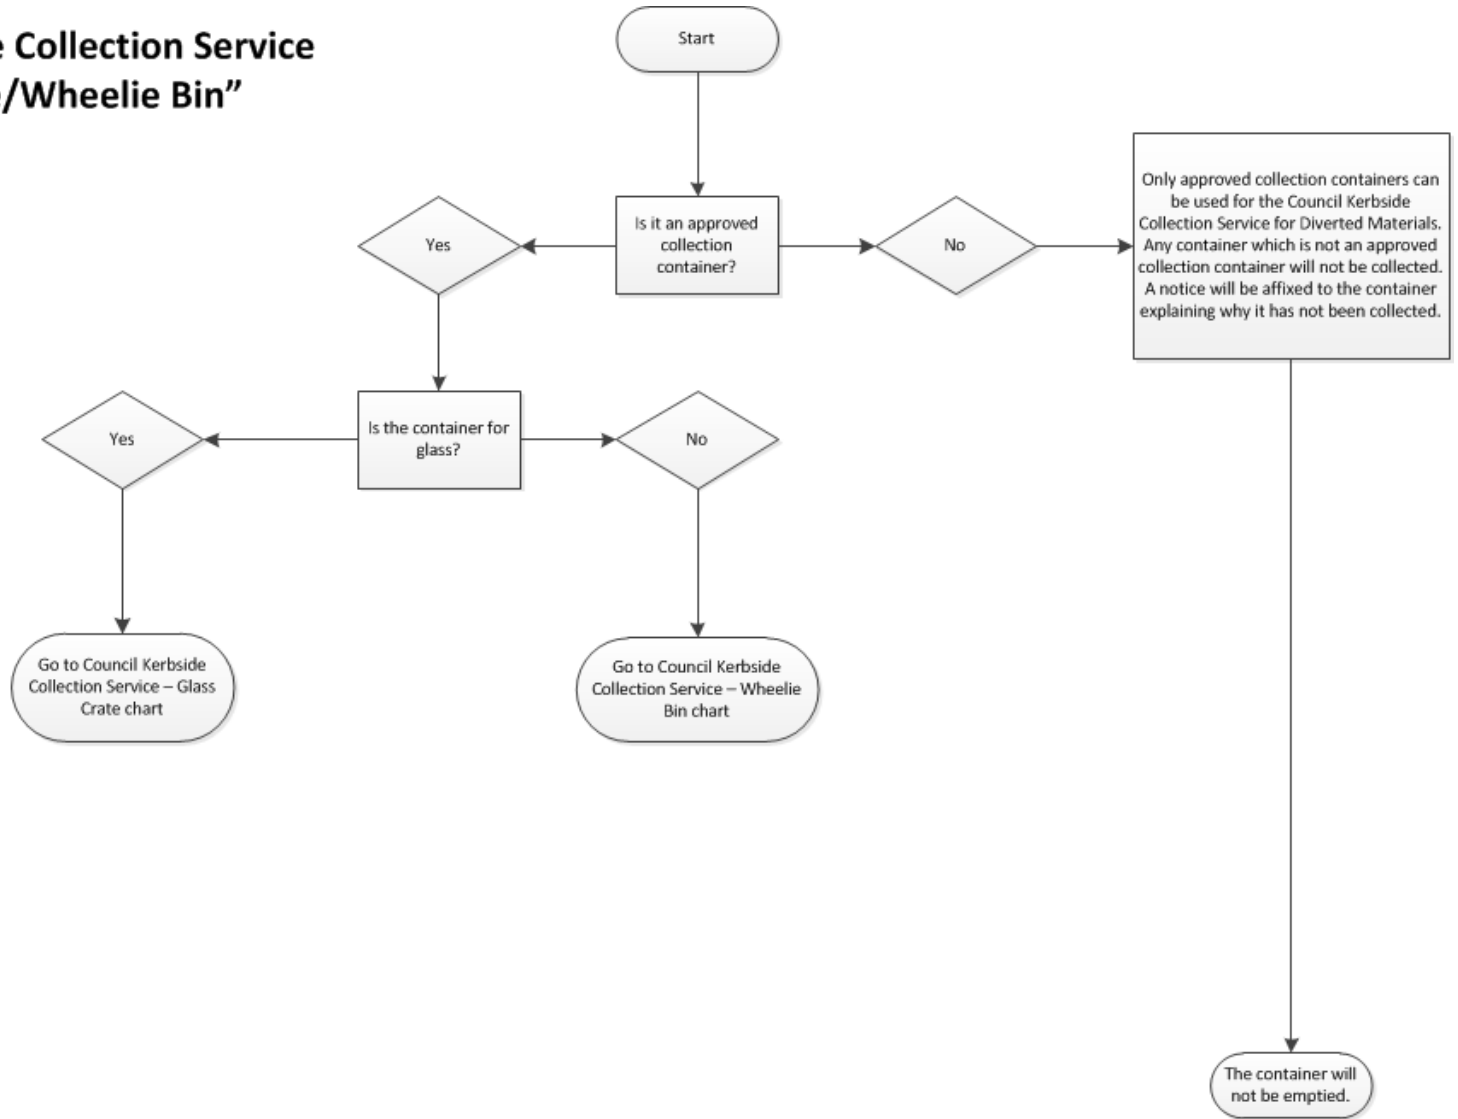 e Collection Service
/Wheelie Bin”
Start
Is it an approved
collection
container?
Yes
No
Only approved collection containers can
be used for the Council Kerbside
Collection Service for Diverted Materials.
Any container which is not an approved
collection container will not be collected.
A notice will be affixed to the container
explaining why it has not been collected.
Is the container for
glass?
Yes
No
Go to Council Kerbside
Collection Service – Glass
Crate chart
Go to Council Kerbside
Collection Service – Wheelie
Bin chart
The container will
not be emptied.